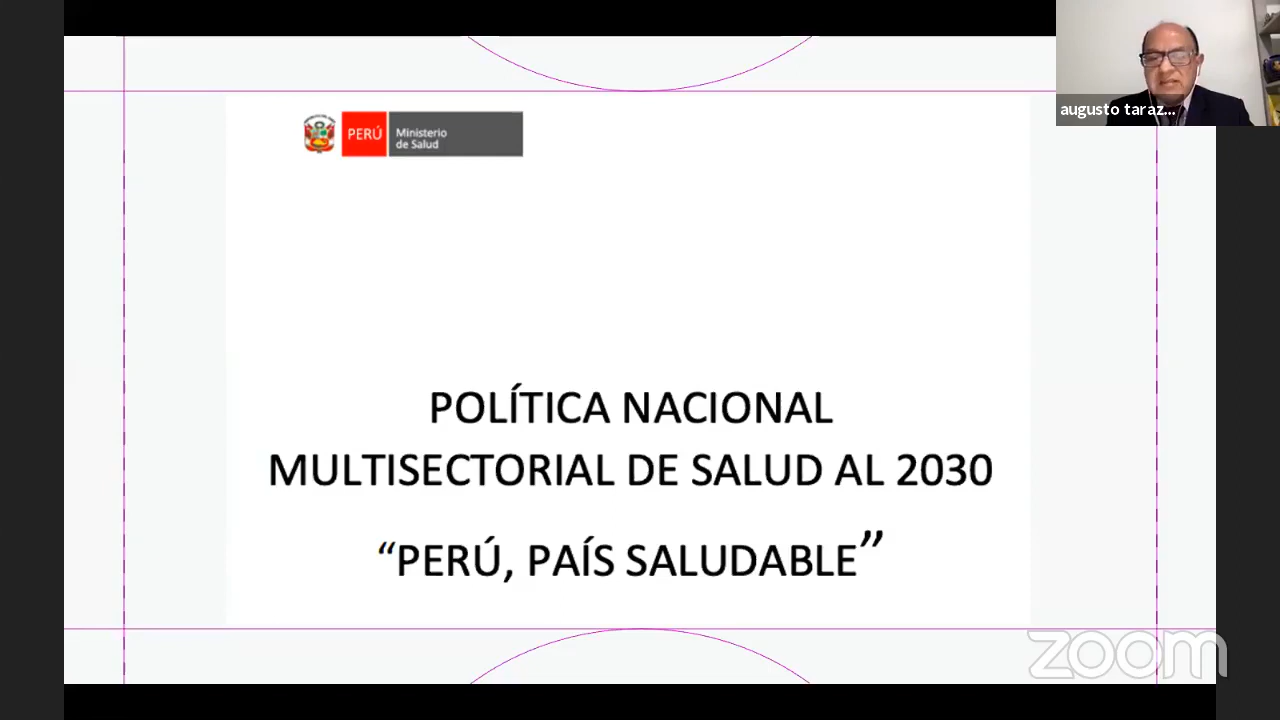 augusto taraz...
PERÚ
Ministerio
de Salud
POLÍTICA NACIONAL
MULTISECTORIAL DE SALUD AL 2030
“PERÚ, PAÍS SALUDABLE”
zoom